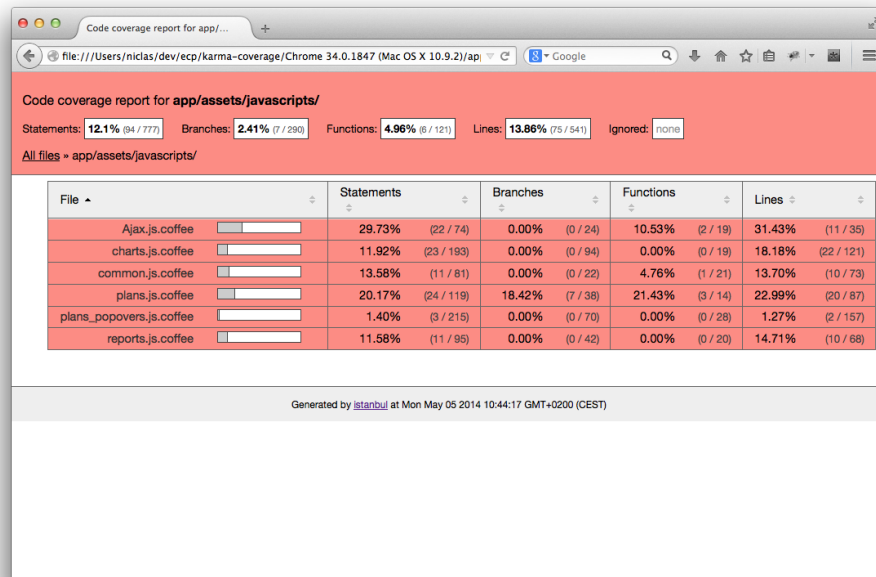 Code coverage report for app/...
file:///Users/niclas/dev/ecp/karma-coverage/Chrome 34.0.1847 (Mac OS X 10.9.2)/app
Google
Code coverage report for app/assets/javascripts/
Statements: 12.1% (94 / 777) Branches: 2.41% (7 / 290) Functions: 4.96% (6 / 121) Lines: 13.86% (75 / 541) Ignored: none
All files » app/assets/javascripts/
File Statements Branches Functions Lines
Ajax.js.coffee 29.73% (22 / 74) 0.00% (0 / 24) 10.53% (2 / 19) 31.43% (11 / 35)
charts.js.coffee 11.92% (23 / 193) 0.00% (0 / 94) 0.00% (0 / 19) 18.18% (22 / 121)
common.js.coffee 13.58% (11 / 81) 0.00% (0 / 22) 4.76% (1 / 21) 13.70% (10 / 73)
plans.js.coffee 20.17% (24 / 119) 18.42% (7 / 38) 21.43% (3 / 14) 22.99% (20 / 87)
plans_popovers.js.coffee 1.40% (3 / 215) 0.00% (0 / 70) 0.00% (0 / 28) 1.27% (2 / 157)
reports.js.coffee 11.58% (11 / 95) 0.00% (0 / 42) 0.00% (0 / 20) 14.71% (10 / 68)
Generated by istanbul at Mon May 05 2014 10:44:17 GMT+0200 (CEST)